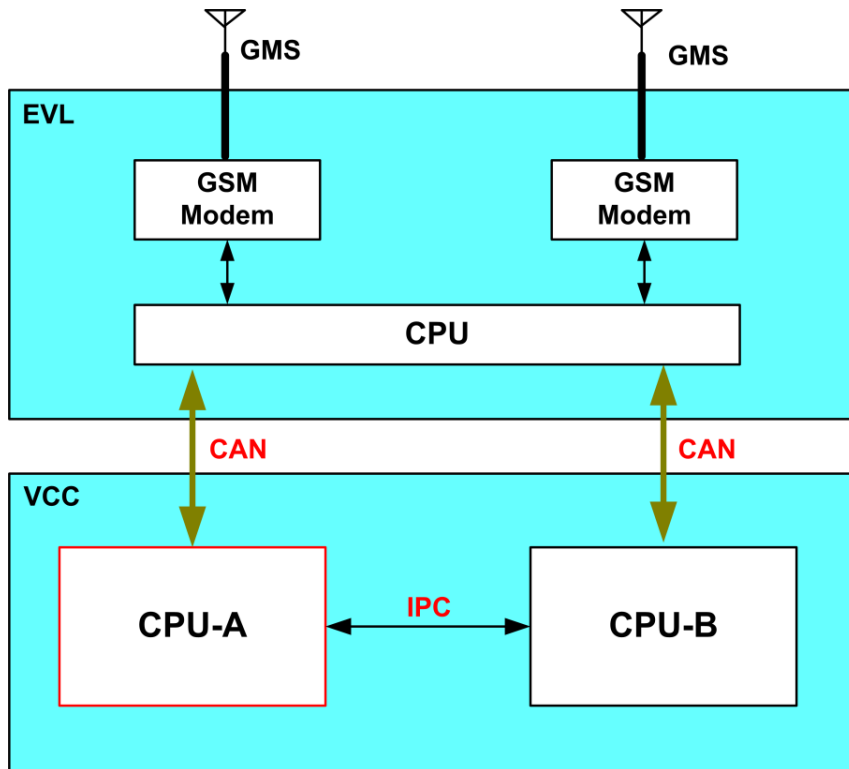 GMS
GMS
EVL
GSM
Modem
GSM
Modem
CPU
CAN
CAN
VCC
CPU-A
IPC
CPU-B